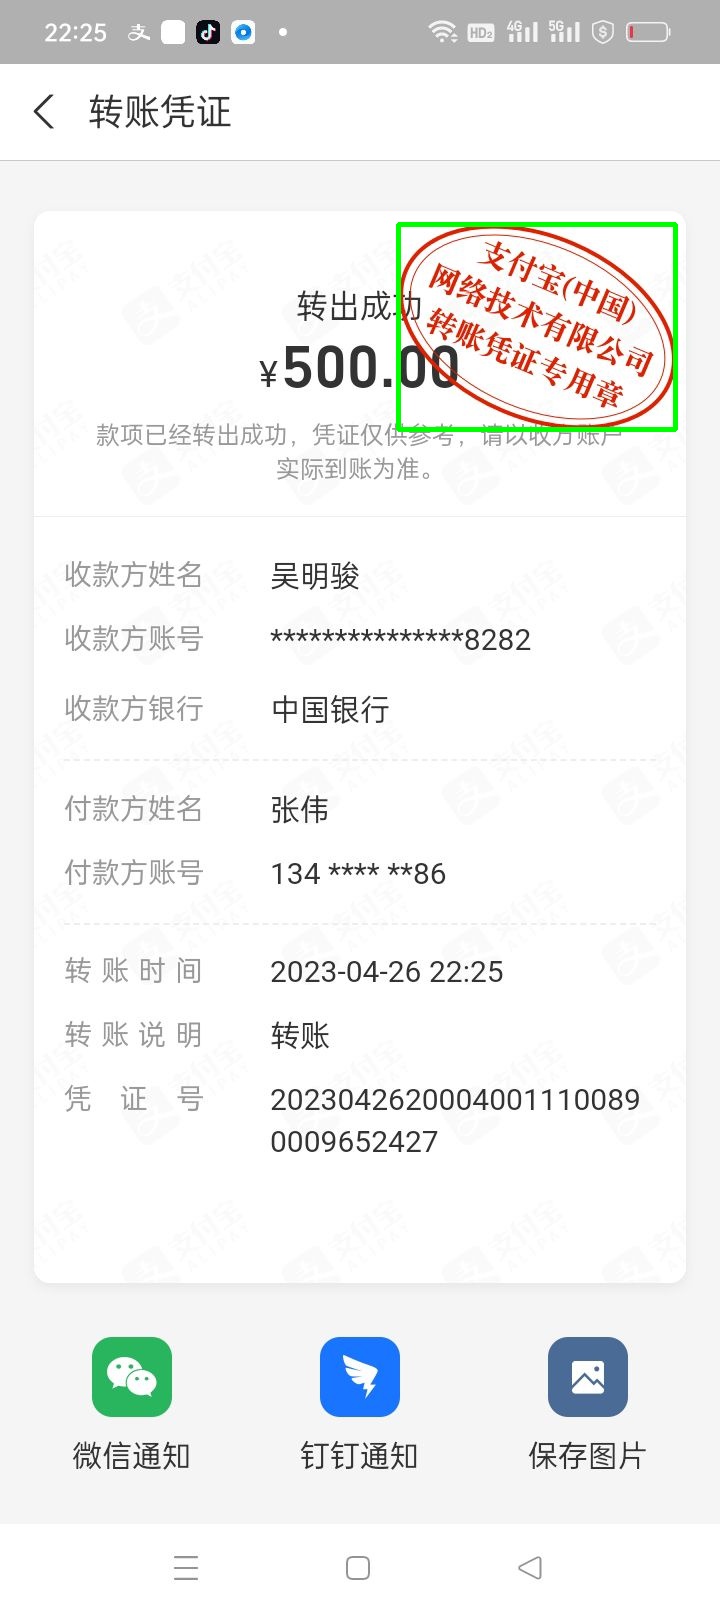 22:25
HD2 4G 5G
转账凭证
支付宝(中国)
网络技术有限公司
转账凭证专用章
转出成功
¥500.00
款项已经转出成功，凭证仅供参考，请以收方账户
实际到账为准。
收款方姓名 吴明骏
收款方账号 ***************8282
收款方银行 中国银行
付款方姓名 张伟
付款方账号 134 **** **86
转账时间 2023-04-26 22:25
转账说明 转账
凭证号 2023042620004001110089
0009652427
微信通知 钉钉通知 保存图片